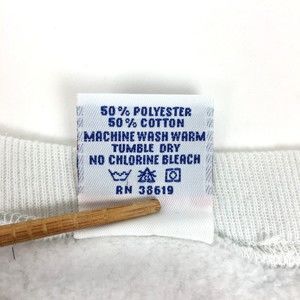 50% POLYESTER
50% COTTON
MACHINE WASH WARM
TUMBLE DRY
NO CHLORINE BLEACH
RN 38619